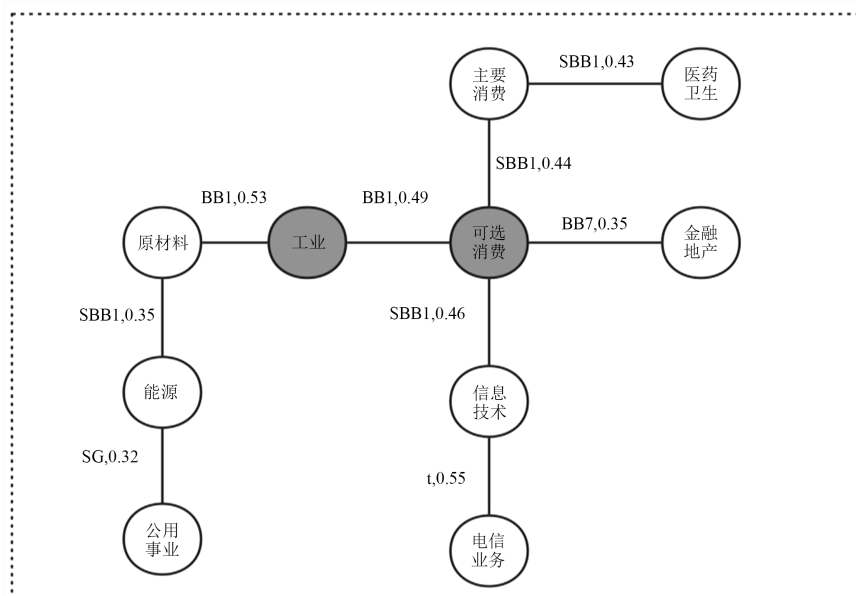 SBB1,0.43
主要
消费
医药
卫生
SBB1,0.44
BB1,0.53
BB1,0.49
BB7,0.35
原材料
工业
可选
消费
金融
地产
SBB1,0.35
SBB1,0.46
能源
信息
技术
SG,0.32
t,0.55
公用
事业
电信
业务